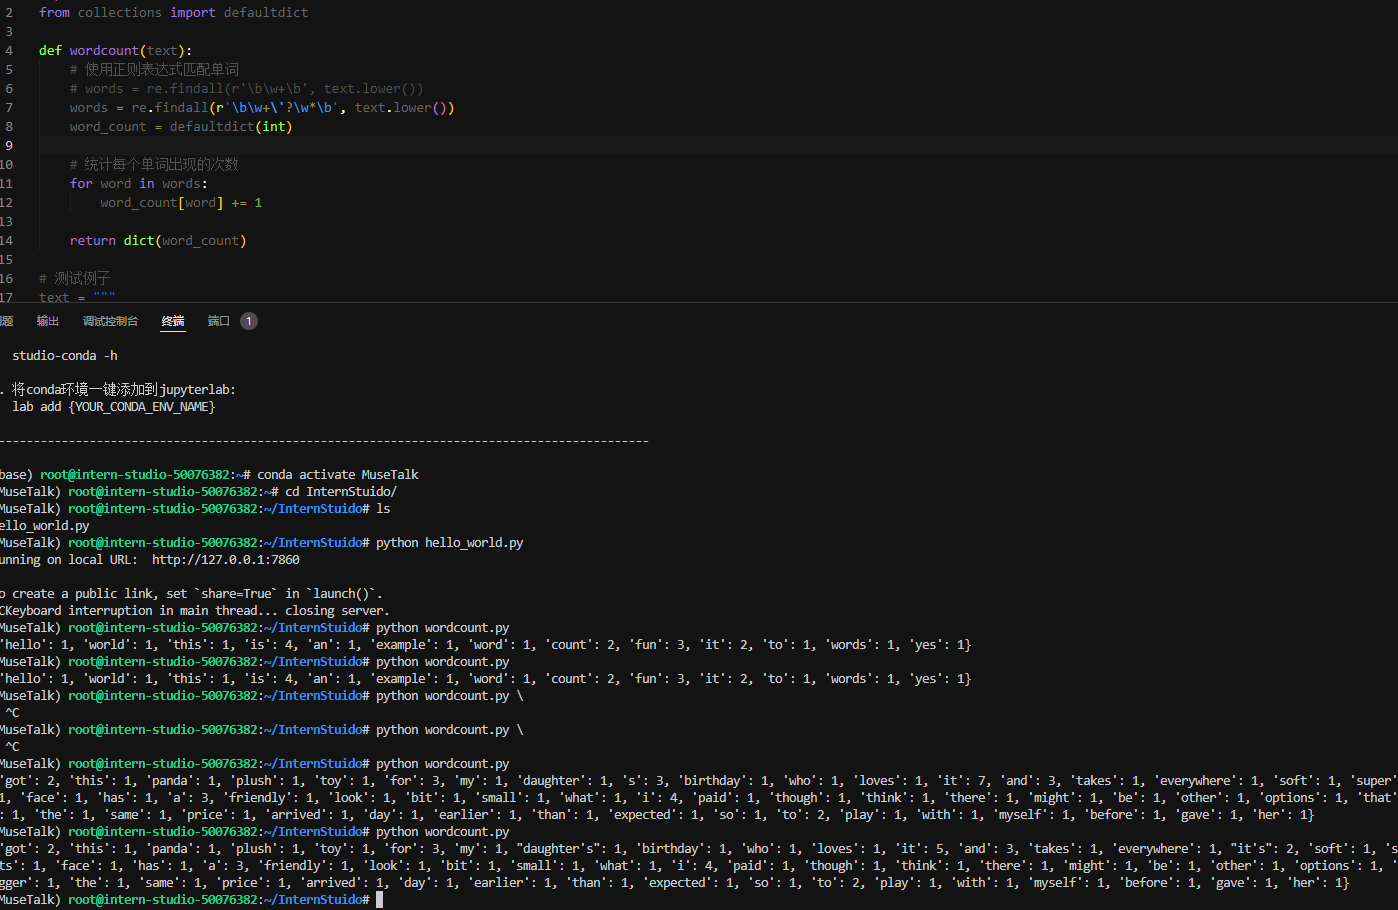 2 from collections import defaultdict
3
4 def wordcount(text):
5 # 使用正则表达式匹配单词
6 # words = re.findall(r'\b\w+\b', text.lower())
7 words = re.findall(r'\b\w+\'?\w*\b', text.lower())
8 word_count = defaultdict(int)
9
10 # 统计每个单词出现的次数
11 for word in words:
12 word_count[word] += 1
13
14 return dict(word_count)
15
16 # 测试例子
17 text = """
题 输出 调试控制台 终端 端口 1
studio-conda -h
. 将conda环境一键添加到jupyterlab:
lab add {YOUR_CONDA_ENV_NAME}
---------------------------------------------------------------------------------------------
base) root@intern-studio-50076382:~# conda activate MuseTalk
MuseTalk) root@intern-studio-50076382:~# cd InternStuido/
MuseTalk) root@intern-studio-50076382:~/InternStuido# ls
ello_world.py
MuseTalk) root@intern-studio-50076382:~/InternStuido# python hello_world.py
unning on local URL:  http://127.0.0.1:7860
o create a public link, set `share=True` in `launch()`.
CKeyboard interruption in main thread... closing server.
MuseTalk) root@intern-studio-50076382:~/InternStuido# python wordcount.py
'hello': 1, 'world': 1, 'this': 1, 'is': 4, 'an': 1, 'example': 1, 'word': 1, 'count': 2, 'fun': 3, 'it': 2, 'to': 1, 'words': 1, 'yes': 1}
MuseTalk) root@intern-studio-50076382:~/InternStuido# python wordcount.py
'hello': 1, 'world': 1, 'this': 1, 'is': 4, 'an': 1, 'example': 1, 'word': 1, 'count': 2, 'fun': 3, 'it': 2, 'to': 1, 'words': 1, 'yes': 1}
MuseTalk) root@intern-studio-50076382:~/InternStuido# python wordcount.py \
^C
MuseTalk) root@intern-studio-50076382:~/InternStuido# python wordcount.py \
^C
MuseTalk) root@intern-studio-50076382:~/InternStuido# python wordcount.py
'got': 2, 'this': 1, 'panda': 1, 'plush': 1, 'toy': 1, 'for': 3, 'my': 1, 'daughter': 1, 's': 3, 'birthday': 1, 'who': 1, 'loves': 1, 'it': 7, 'and': 3, 'takes': 1, 'everywhere': 1, 'soft': 1, 'super'
1, 'face': 1, 'has': 1, 'a': 3, 'friendly': 1, 'look': 1, 'bit': 1, 'small': 1, 'what': 1, 'i': 4, 'paid': 1, 'though': 1, 'think': 1, 'there': 1, 'might': 1, 'be': 1, 'other': 1, 'options': 1, 'that'
: 1, 'the': 1, 'same': 1, 'price': 1, 'arrived': 1, 'day': 1, 'earlier': 1, 'than': 1, 'expected': 1, 'so': 1, 'to': 2, 'play': 1, 'with': 1, 'myself': 1, 'before': 1, 'gave': 1, 'her': 1}
MuseTalk) root@intern-studio-50076382:~/InternStuido# python wordcount.py
'got': 2, 'this': 1, 'panda': 1, 'plush': 1, 'toy': 1, 'for': 3, 'my': 1, "daughter's": 1, 'birthday': 1, 'who': 1, 'loves': 1, 'it': 5, 'and': 3, 'takes': 1, 'everywhere': 1, "it's": 2, 'soft': 1, 's
ts': 1, 'face': 1, 'has': 1, 'a': 3, 'friendly': 1, 'look': 1, 'bit': 1, 'small': 1, 'what': 1, 'i': 4, 'paid': 1, 'though': 1, 'think': 1, 'there': 1, 'might': 1, 'be': 1, 'other': 1, 'options': 1,
gger': 1, 'the': 1, 'same': 1, 'price': 1, 'arrived': 1, 'day': 1, 'earlier': 1, 'than': 1, 'expected': 1, 'so': 1, 'to': 2, 'play': 1, 'with': 1, 'myself': 1, 'before': 1, 'gave': 1, 'her': 1}
MuseTalk) root@intern-studio-50076382:~/InternStuido#